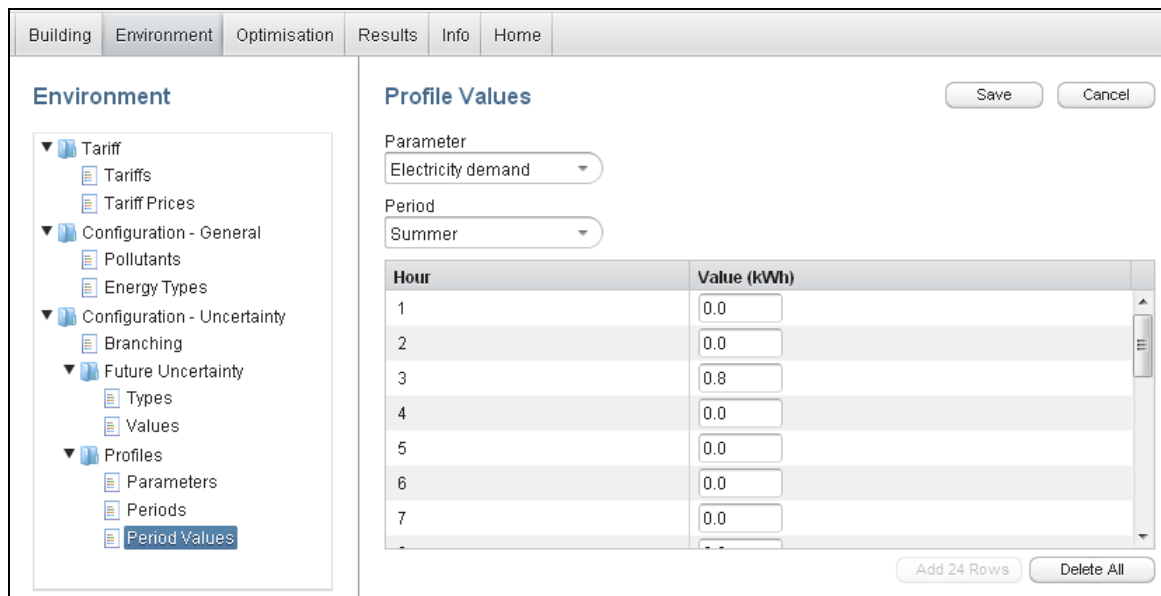 Building Environment Optimisation Results Info Home
Environment
Tariff
Tariffs
Tariff Prices
Configuration - General
Pollutants
Energy Types
Configuration - Uncertainty
Branching
Future Uncertainty
Types
Values
Profiles
Parameters
Periods
Period Values
Profile Values Save Cancel
Parameter
Electricity demand
Period
Summer
Hour Value (kWh)
1 0.0
2 0.0
3 0.8
4 0.0
5 0.0
6 0.0
7 0.0
Add 24 Rows Delete All